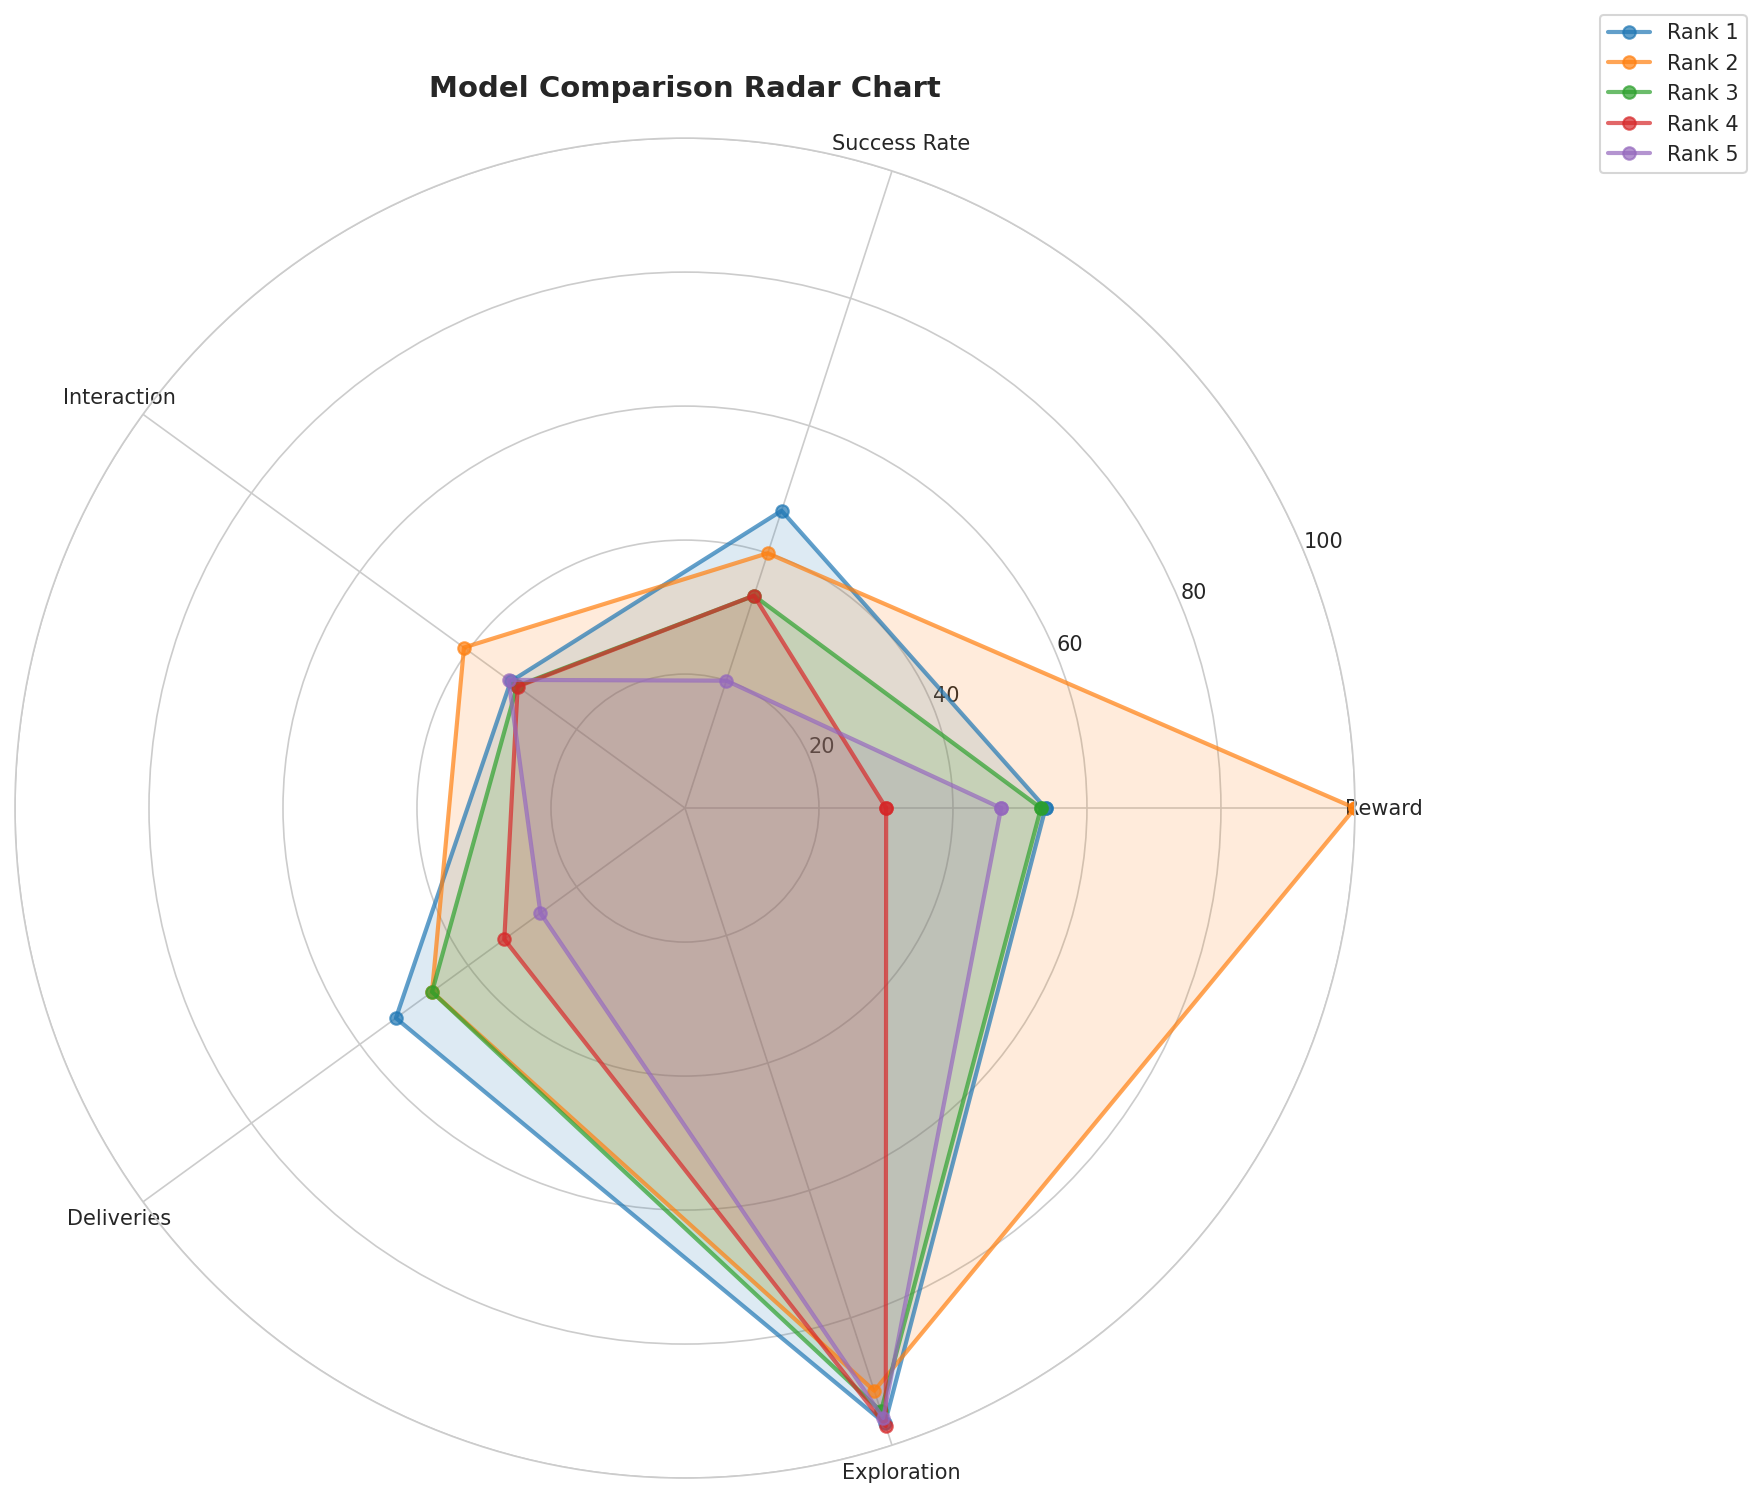 Rank 1
Rank 2
Rank 3
Rank 4
Rank 5
Model Comparison Radar Chart
Success Rate
Interaction
100
80
60
40
20
Reward
Deliveries
Exploration